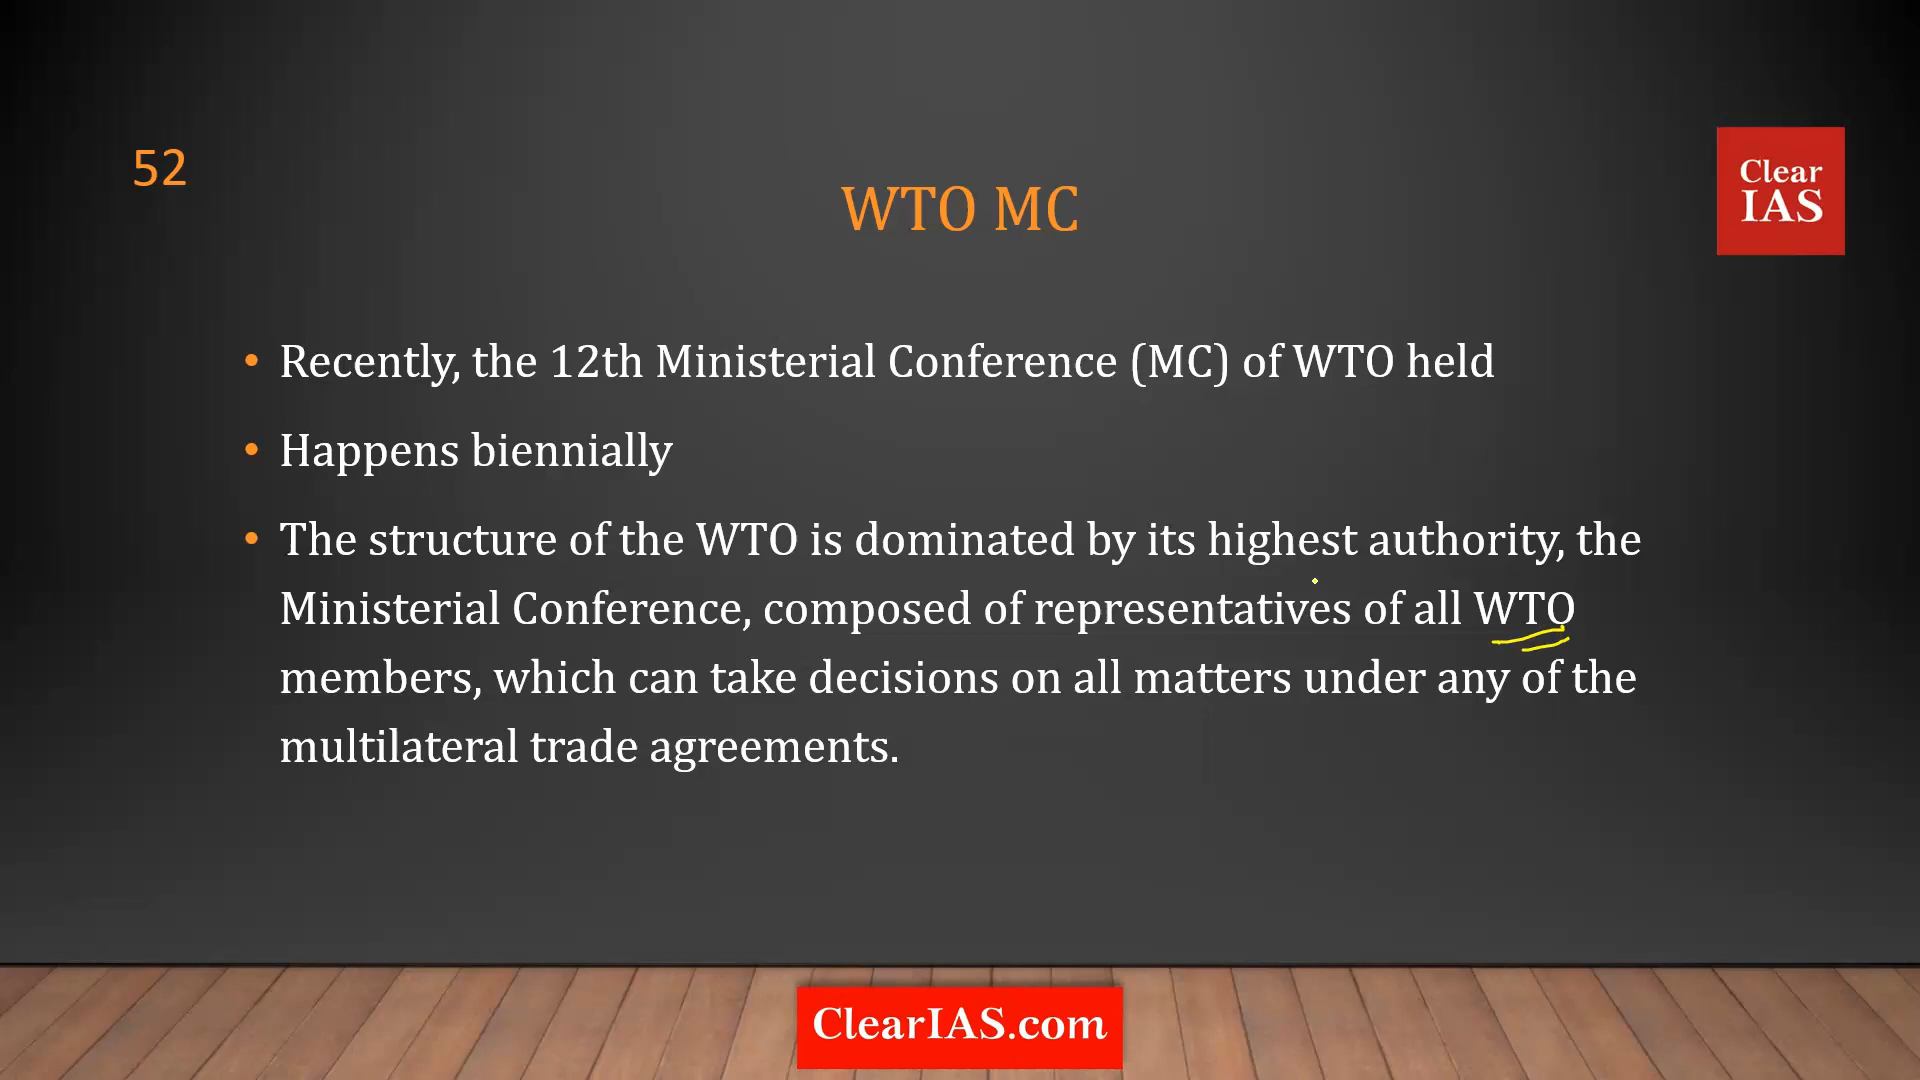 52
WTO MC
Clear
IAS
• Recently, the 12th Ministerial Conference (MC) of WTO held
• Happens biennially
• The structure of the WTO is dominated by its highest authority, the
Ministerial Conference, composed of representatives of all WTO
members, which can take decisions on all matters under any of the
multilateral trade agreements.
ClearIAS.com